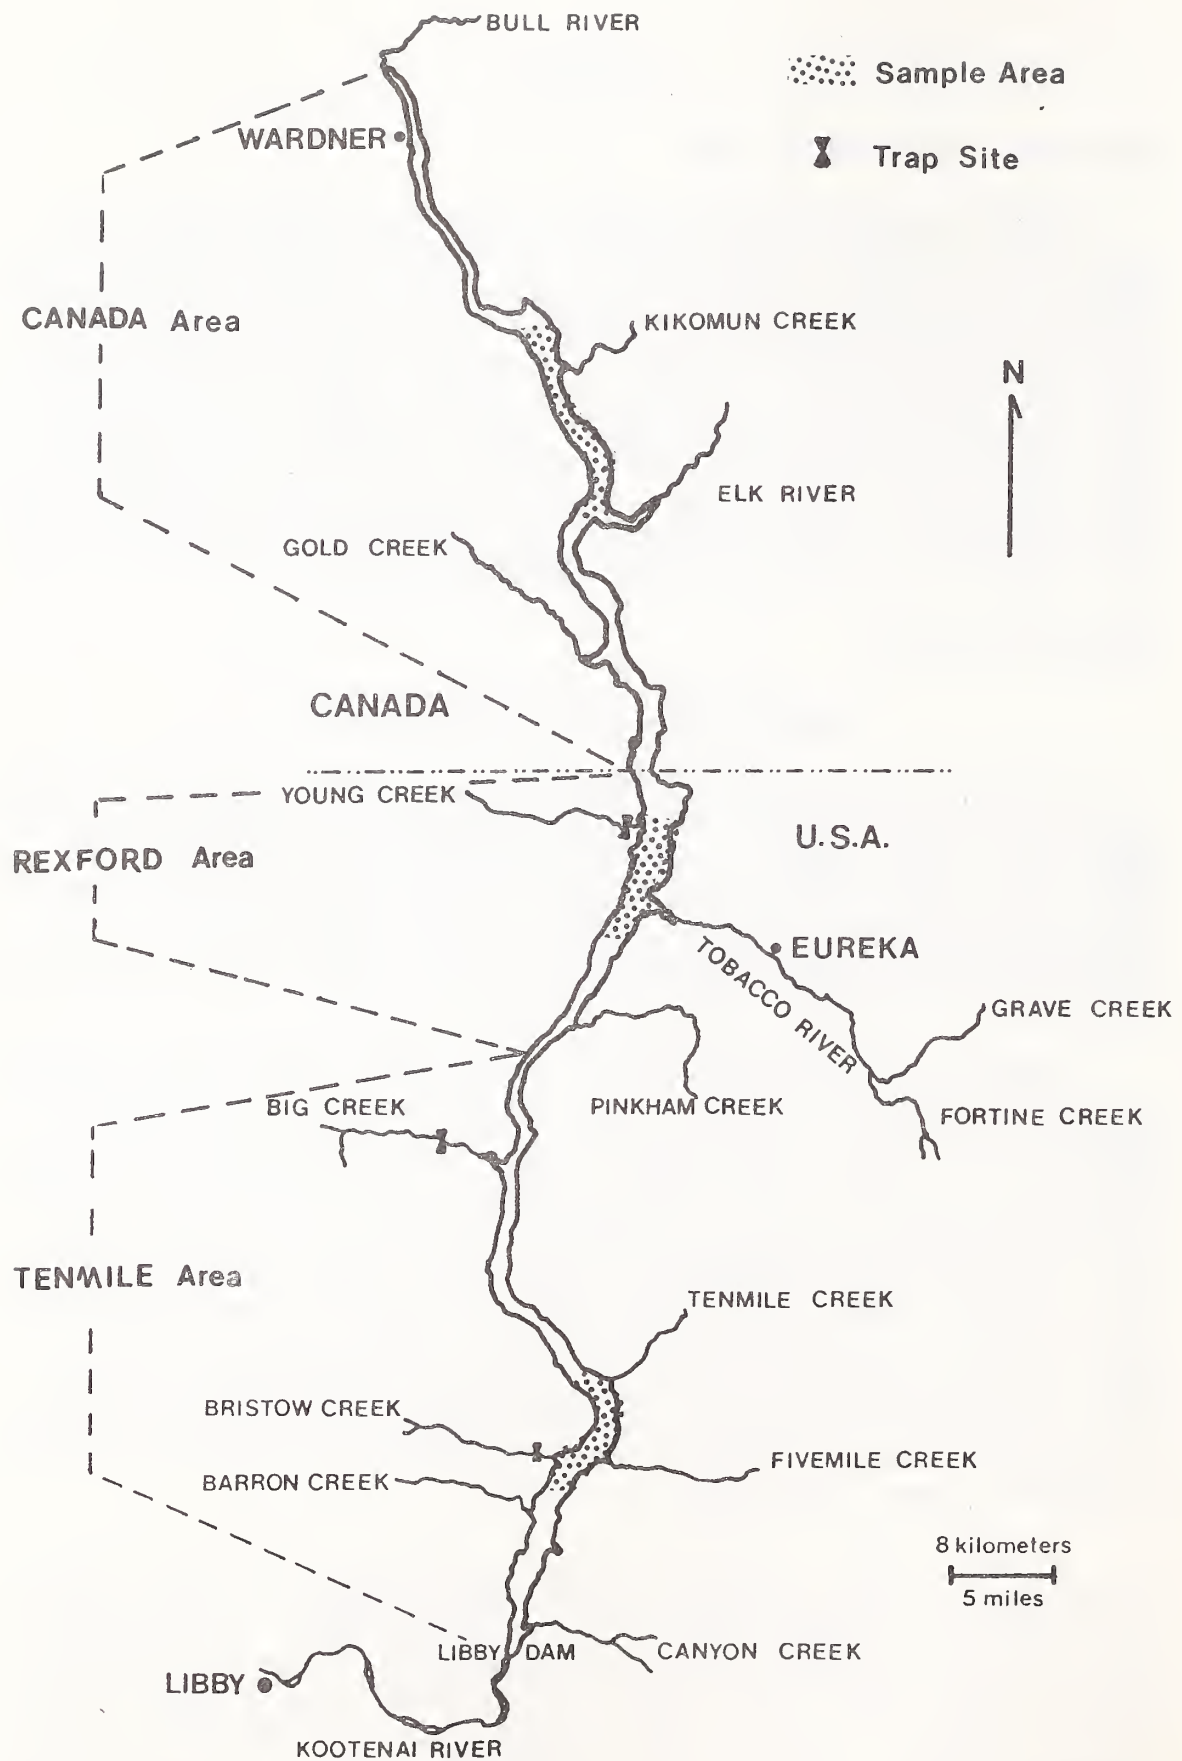 BULL RIVER
Sample Area
WARDNER
Trap Site
CANADA Area
KIKOMUN CREEK
N
ELK RIVER
GOLD CREEK
CANADA
YOUNG CREEK
U.S.A.
REXFORD Area
EUREKA
TOBACCO RIVER
GRAVE CREEK
BIG CREEK
PINKHAM CREEK
FORTINE CREEK
TENMILE Area
TENMILE CREEK
BRISTOW CREEK
FIVEMILE CREEK
BARRON CREEK
8 kilometers
5 miles
LIBBY DAM
CANYON CREEK
LIBBY
KOOTENAI RIVER